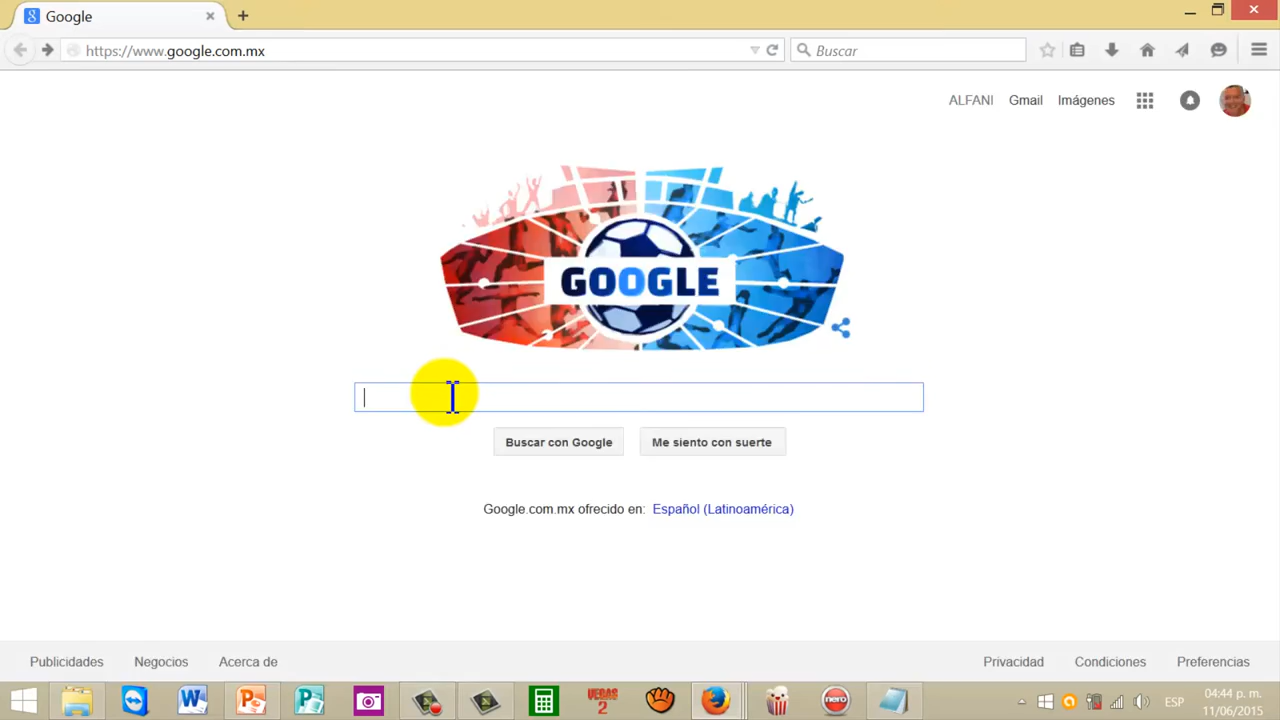 Google
https://www.google.com.mx
Buscar
ALFANI Gmail Imágenes
GOOGLE
Buscar con Google
Me siento con suerte
Google.com.mx ofrecido en: Español (Latinoamérica)
Publicidades Negocios Acerca de
Privacidad Condiciones Preferencias
VEGAS 2
nero
ESP
04:44 p. m.
11/06/2015